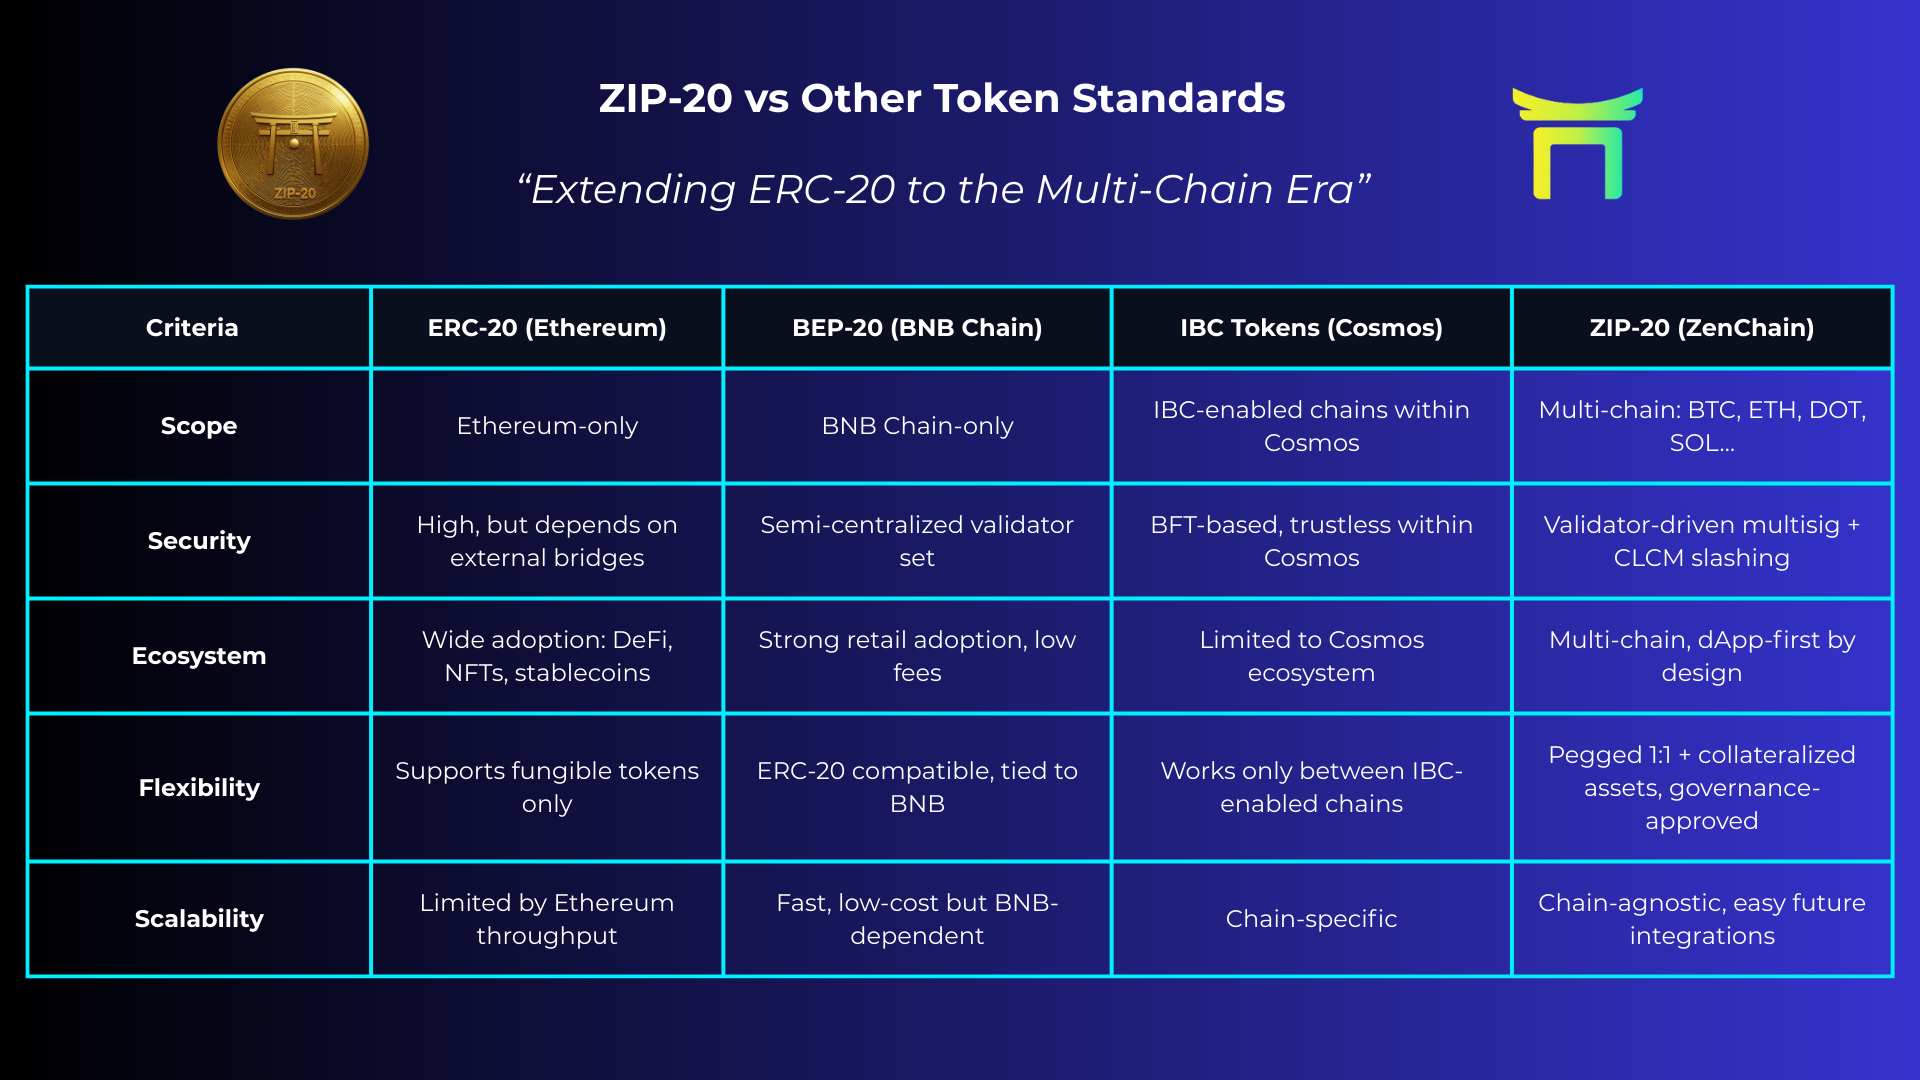 ZIP-20 vs Other Token Standards
“Extending ERC-20 to the Multi-Chain Era”
ZIP-20
Criteria
ERC-20 (Ethereum)
BEP-20 (BNB Chain)
IBC Tokens (Cosmos)
ZIP-20 (ZenChain)
Scope
Ethereum-only
BNB Chain-only
IBC-enabled chains within
Cosmos
Multi-chain: BTC, ETH, DOT,
SOL...
Security
High, but depends on
external bridges
Semi-centralized validator
set
BFT-based, trustless within
Cosmos
Validator-driven multisig +
CLCM slashing
Ecosystem
Wide adoption: DeFi,
NFTs, stablecoins
Strong retail adoption, low
fees
Limited to Cosmos
ecosystem
Multi-chain, dApp-first by
design
Flexibility
Supports fungible tokens
only
ERC-20 compatible, tied to
BNB
Works only between IBC-
enabled chains
Pegged 1:1 + collateralized
assets, governance-
approved
Scalability
Limited by Ethereum
throughput
Fast, low-cost but BNB-
dependent
Chain-specific
Chain-agnostic, easy future
integrations